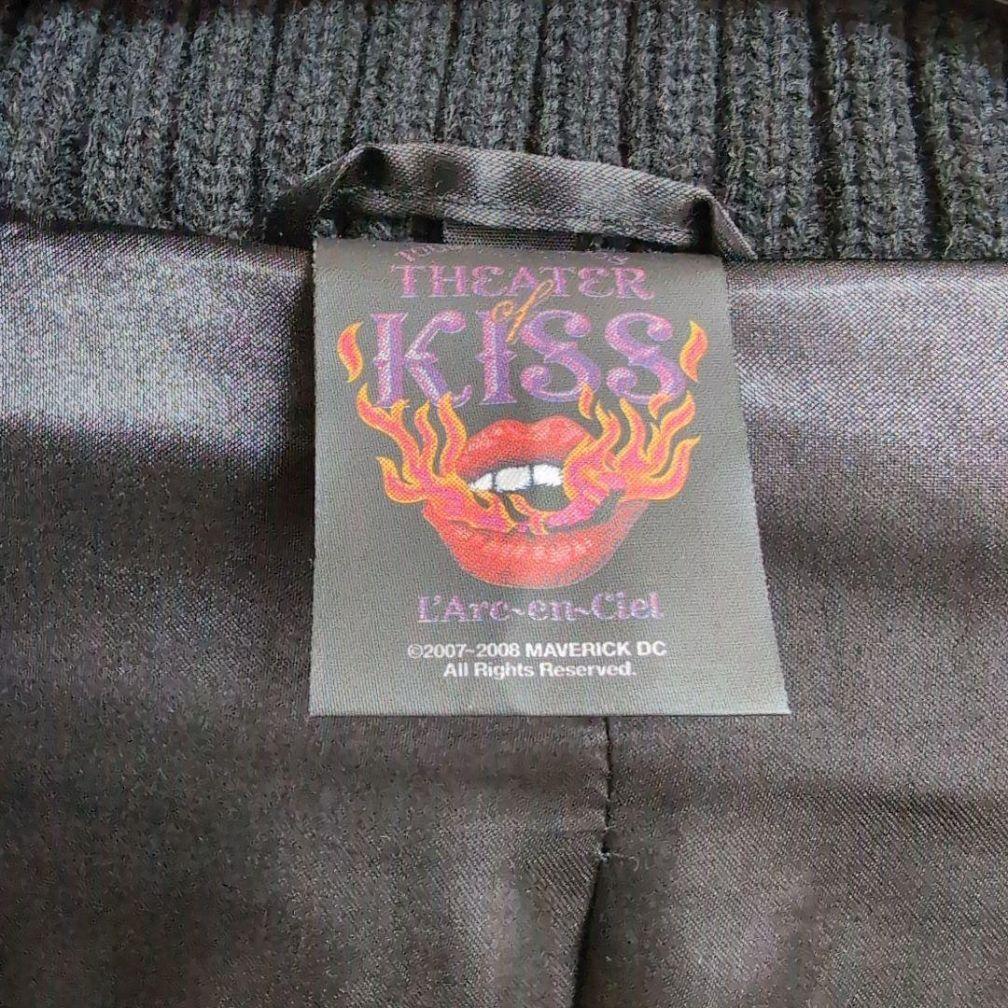 THEATER
of
KISS
L'Arc~en~Ciel
©2007~2008 MAVERICK DC
All Rights Reserved.